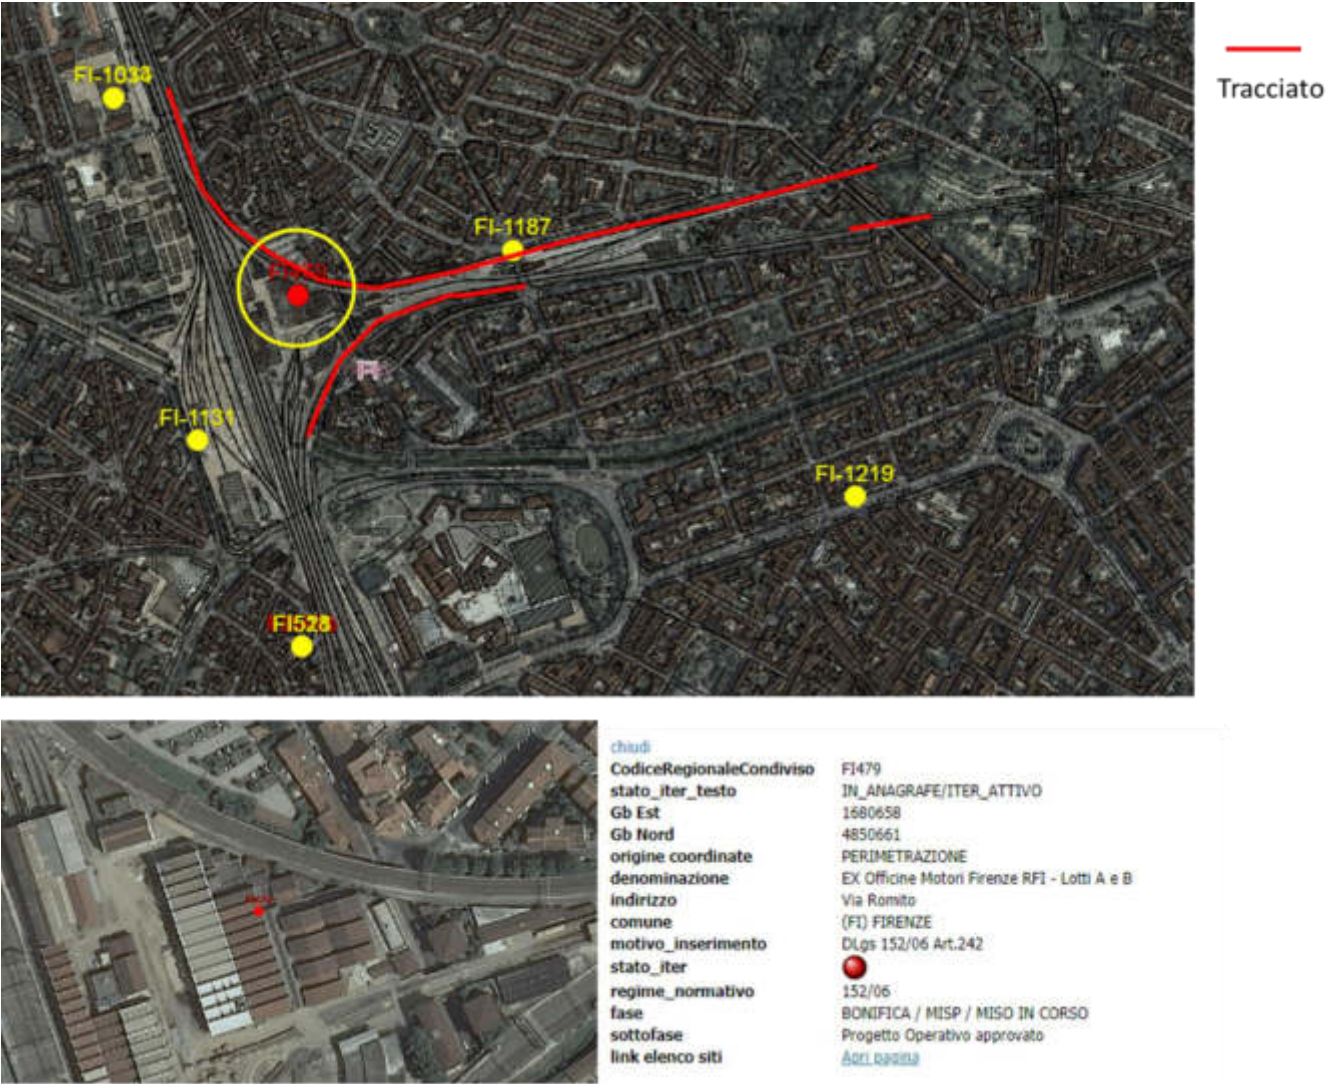 FI-1034
Tracciato
FI-1187
FI-1131
FI-1219
FI528
chiudi
CodiceRegionaleCondiviso FI479
stato_iter_testo IN_ANAGRAFE/ITER_ATTIVO
Gb Est 1680658
Gb Nord 4850661
origine coordinate PERIMETRAZIONE
denominazione EX Officine Motori Firenze RFI - Lotti A e B
indirizzo Via Romito
comune (FI) FIRENZE
motivo_inserimento DLgs 152/06 Art.242
stato_iter
regime_normativo 152/06
fase BONIFICA / MISP / MISO IN CORSO
sottofase Progetto Operativo approvato
link elenco siti Apri pagina